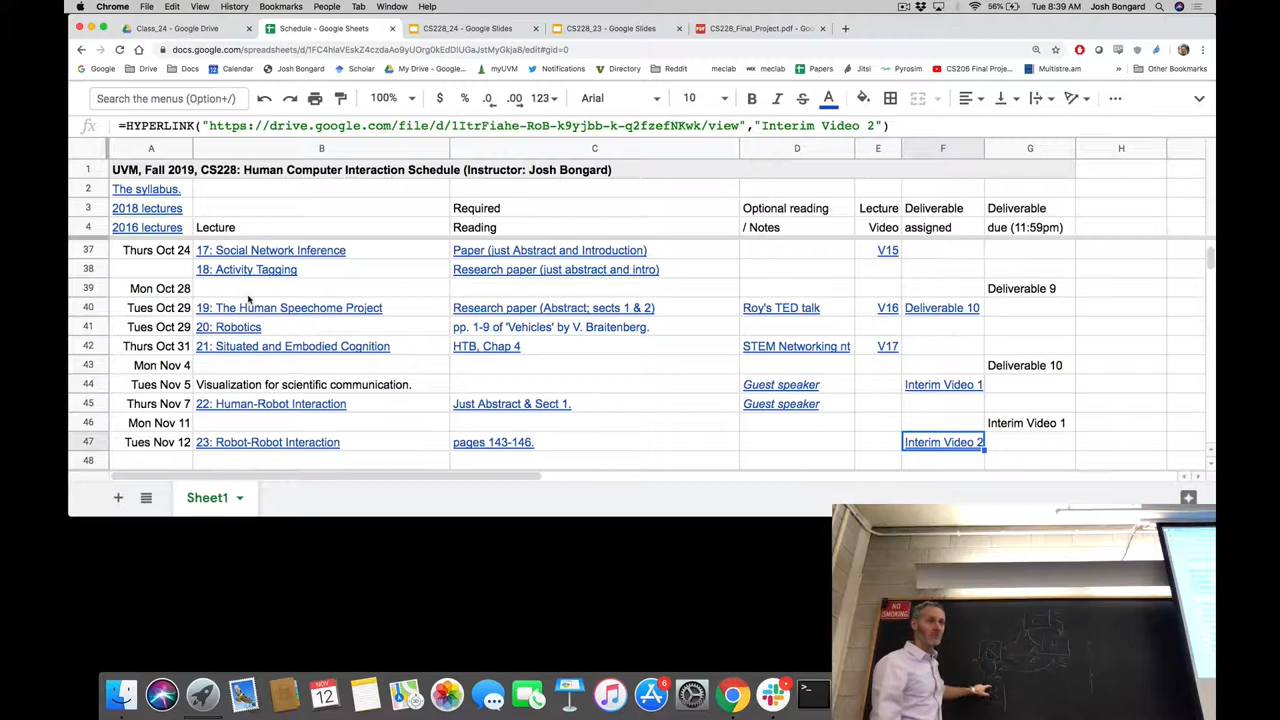 Chrome File Edit View History Bookmarks People Tab Window Help 56% Tue 8:39 AM Josh Bongard
Class_24 - Google Drive Schedule - Google Sheets CS228_24 - Google Slides CS228_23 - Google Slides CS228_Final_Project.pdf - Goo
docs.google.com/spreadsheets/d/1FC4hlaVEskZ4czdaAo9yUOrg0kEdDlUGaJstMyGkja8/edit#gid=0
Apps Drive Docs Calendar Josh Bongard Scholar My Drive - Google... myUVM Notifications Directory Reddit meclab meclab Papers Jitsi Pyrosim CS206 Final Proje... Multistre.am » Other Bookmarks
Search the menus (Option+/) 100% $ % .0 .00 123 Arial 10 B I S A
fx =HYPERLINK("https://drive.google.com/file/d/1ItrFiahe-RoB-k9yjbb-k-q2fzefNKwk/view","Interim Video 2")
A B C D E F G H
1 UVM, Fall 2019, CS228: Human Computer Interaction Schedule (Instructor: Josh Bongard)
2 The syllabus.
3 2018 lectures Required Optional reading Lecture Deliverable Deliverable
4 2016 lectures Lecture Reading / Notes Video assigned due (11:59pm)
37 Thurs Oct 24 17: Social Network Inference Paper (just Abstract and Introduction) V15
38 18: Activity Tagging Research paper (just abstract and intro)
39 Mon Oct 28 Deliverable 9
40 Tues Oct 29 19: The Human Speechome Project Research paper (Abstract; sects 1 & 2) Roy's TED talk V16 Deliverable 10
41 Tues Oct 29 20: Robotics pp. 1-9 of 'Vehicles' by V. Braitenberg.
42 Thurs Oct 31 21: Situated and Embodied Cognition HTB, Chap 4 STEM Networking nt V17
43 Mon Nov 4 Deliverable 10
44 Tues Nov 5 Visualization for scientific communication. Guest speaker Interim Video 1
45 Thurs Nov 7 22: Human-Robot Interaction Just Abstract & Sect 1. Guest speaker
46 Mon Nov 11 Interim Video 1
47 Tues Nov 12 23: Robot-Robot Interaction pages 143-146. Interim Video 2
48
Sheet1
NO
SMOKING
NOV
12
6